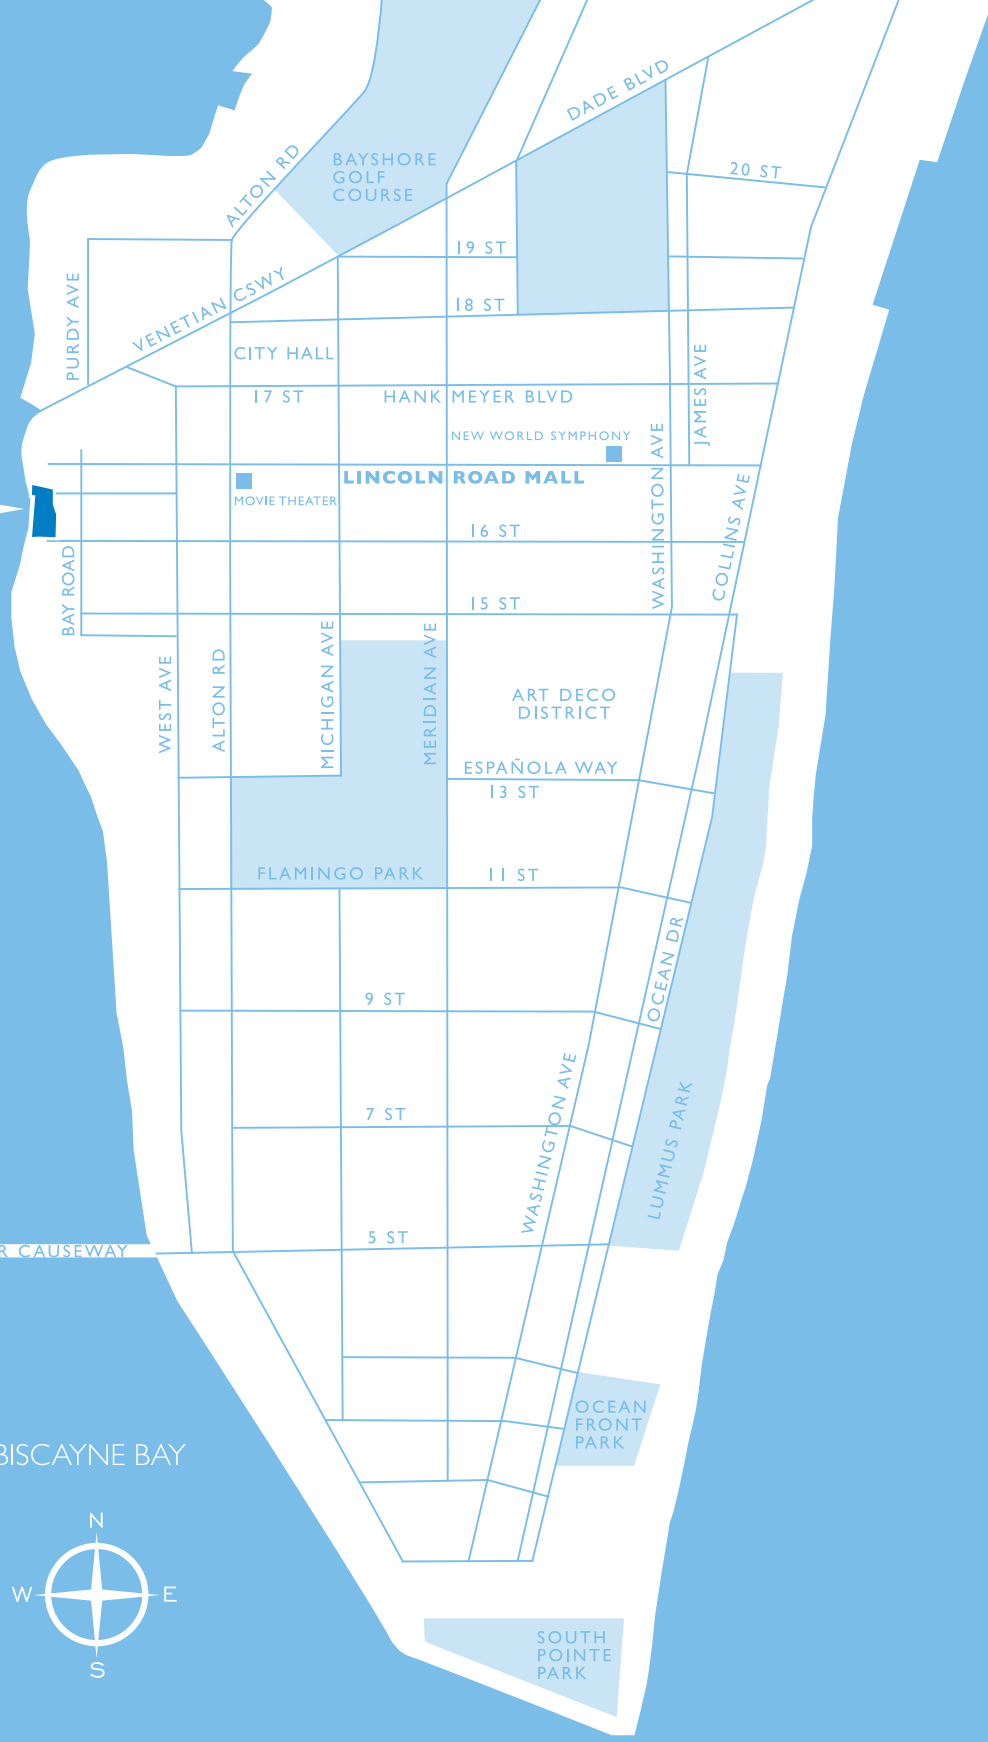 DADE BLVD
ALTON RD
BAYSHORE
GOLF
COURSE
20 ST
19 ST
PURDY AVE
VENETIAN CSWY
18 ST
CITY HALL
JAMES AVE
17 ST
HANK MEYER BLVD
NEW WORLD SYMPHONY
WASHINGTON AVE
LINCOLN ROAD MALL
MOVIE THEATER
COLLINS AVE
16 ST
BAY ROAD
15 ST
WEST AVE
ALTON RD
MICHIGAN AVE
MERIDIAN AVE
ART DECO
DISTRICT
ESPAÑOLA WAY
13 ST
FLAMINGO PARK
11 ST
OCEAN DR
9 ST
WASHINGTON AVE
7 ST
LUMMUS PARK
5 ST
R CAUSEWAY
OCEAN
FRONT
PARK
BISCAYNE BAY
N
W
E
S
SOUTH
POINTE
PARK